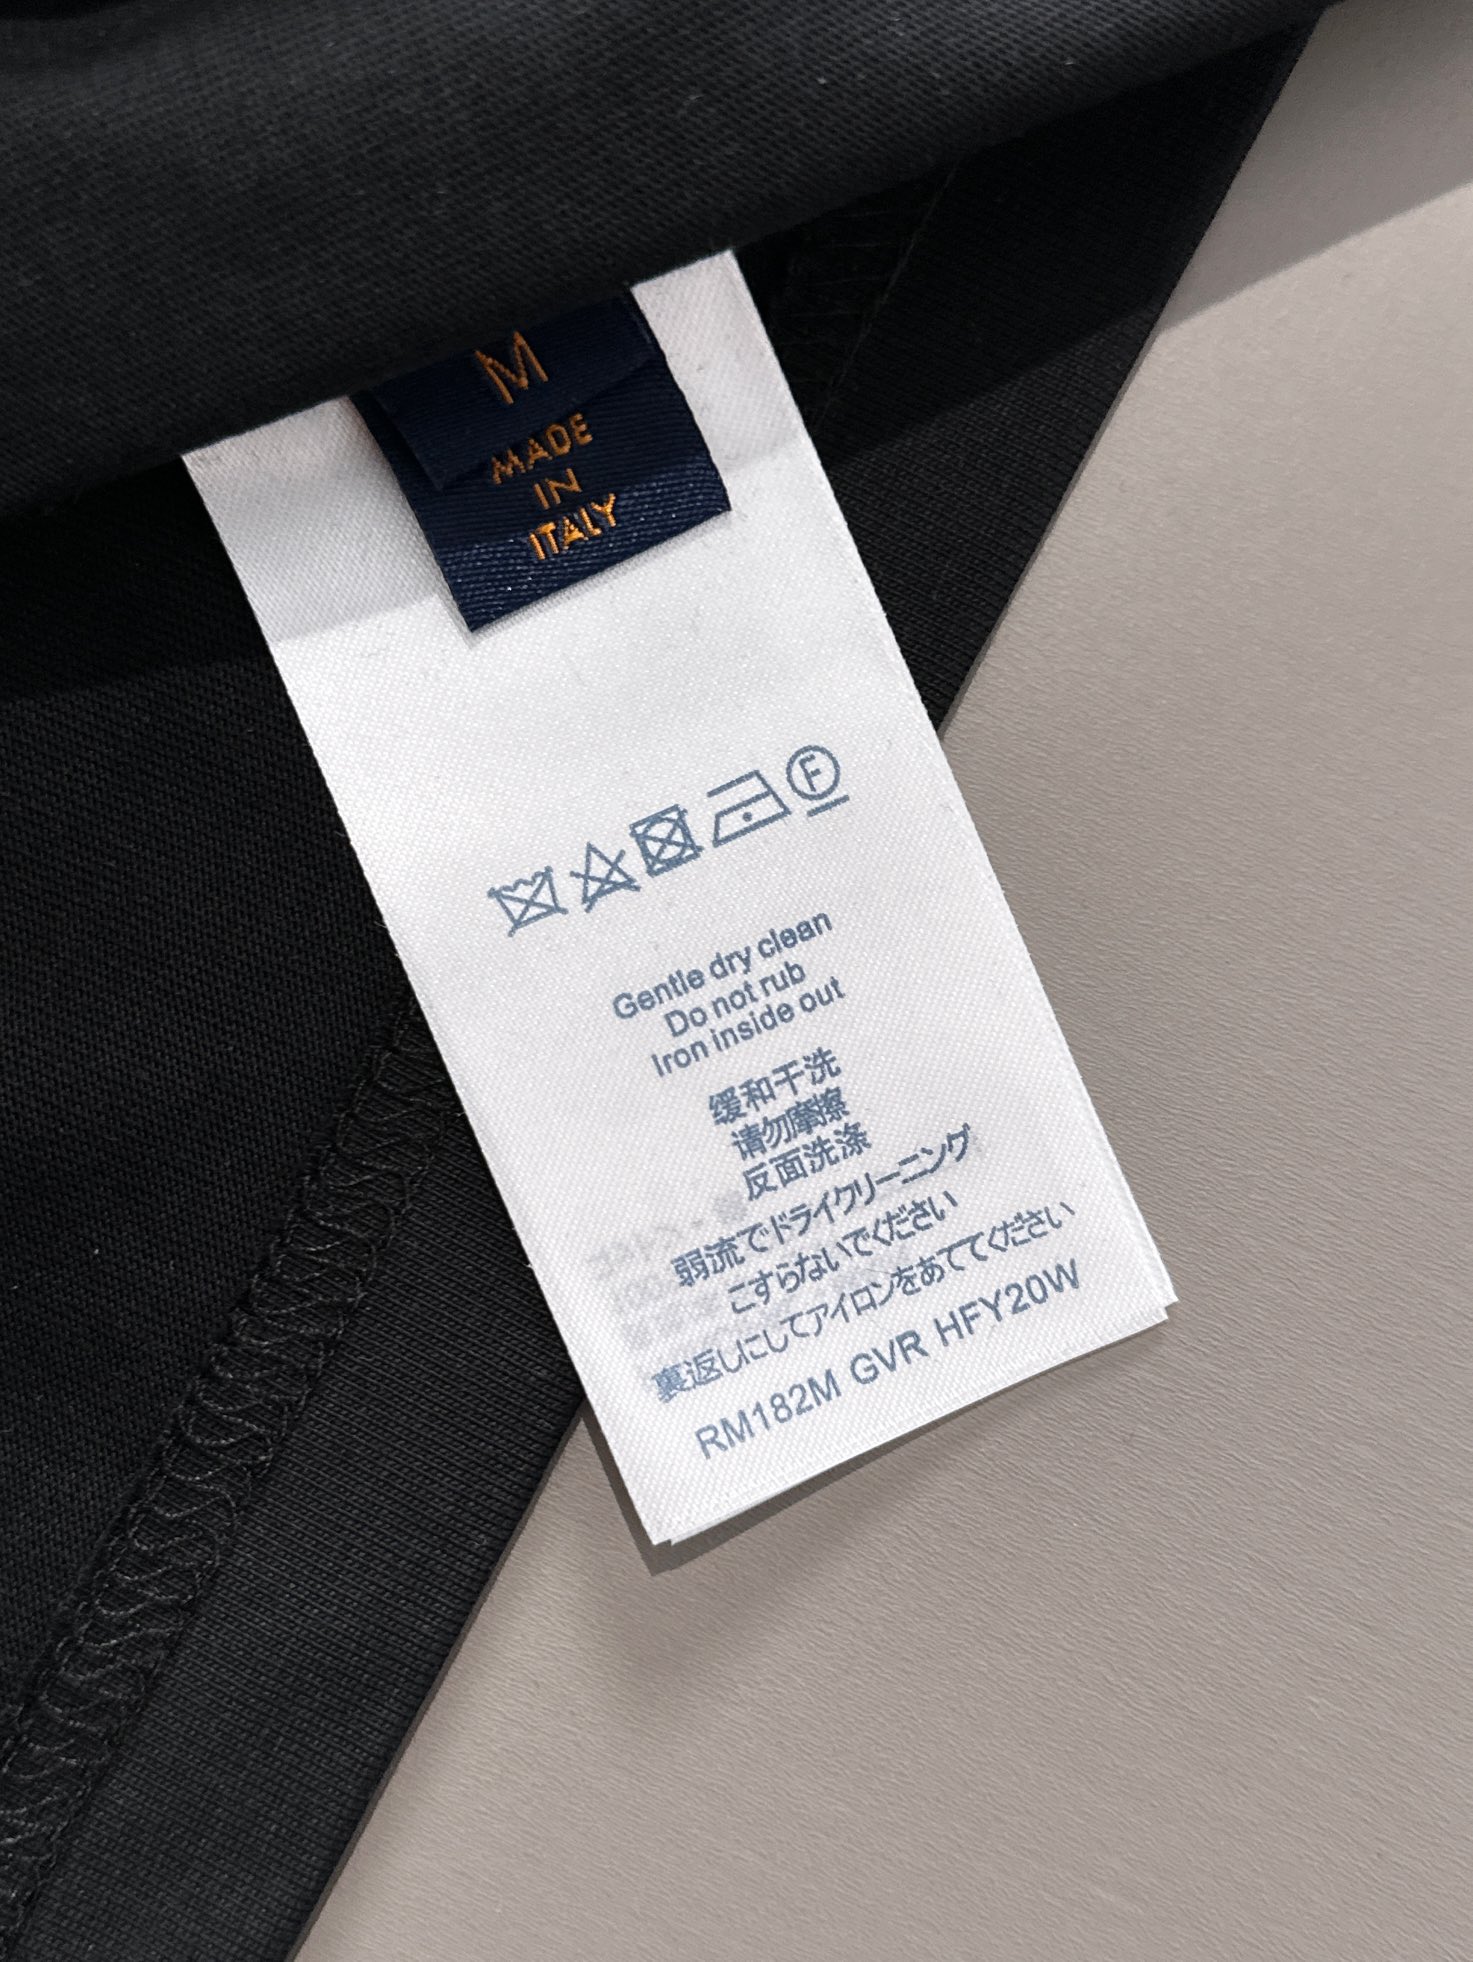 M
MADE
IN
ITALY
F
Gentle dry clean
Do not rub
Iron inside out
缓和干洗
请勿摩擦
反面洗涤
弱流でドライクリーニング
こすらないでください
裏返しにしてアイロンをあててください
RM182M GVR HFY20W